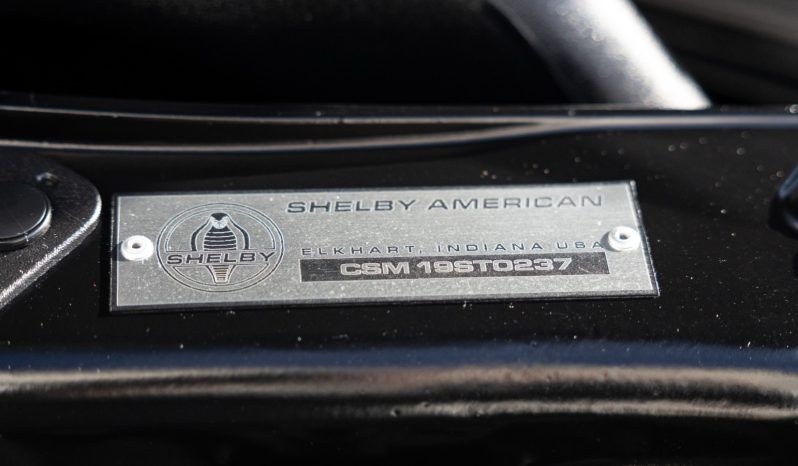 SHELBY AMERICAN
SHELBY
ELKHART, INDIANA USA
CSM 19ST0237